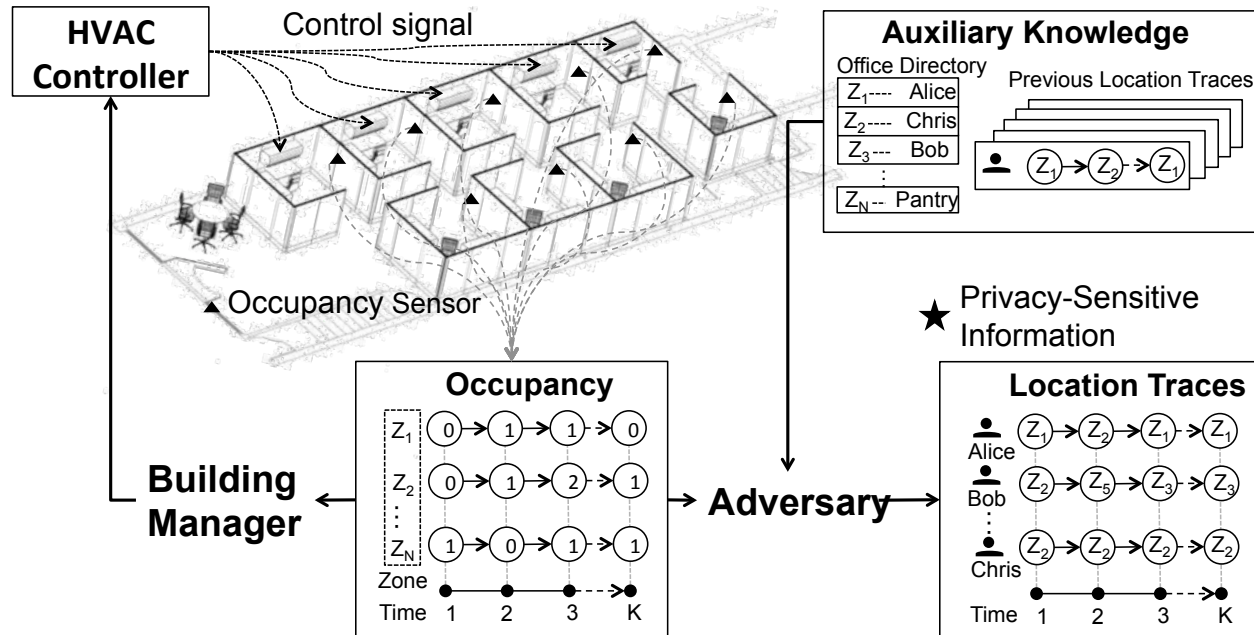 HVAC
Controller
Control signal
Auxiliary Knowledge
Office Directory
Z1---- Alice
Z2---- Chris
Z3--- Bob
⋮
ZN--- Pantry
Previous Location Traces
Z1 Z2 Z1
Occupancy Sensor
Privacy-Sensitive
Information
Building
Manager
Occupancy
Z1 0 1 1 0
Z2 0 1 2 1
⋮
ZN 1 0 1 1
Zone
Time 1 2 3 K
Adversary
Location Traces
Z1 Z2 Z1 Z1
Alice
Z2 Z5 Z3 Z3
Bob
Z2 Z2 Z2 Z2
Chris
Time 1 2 3 K